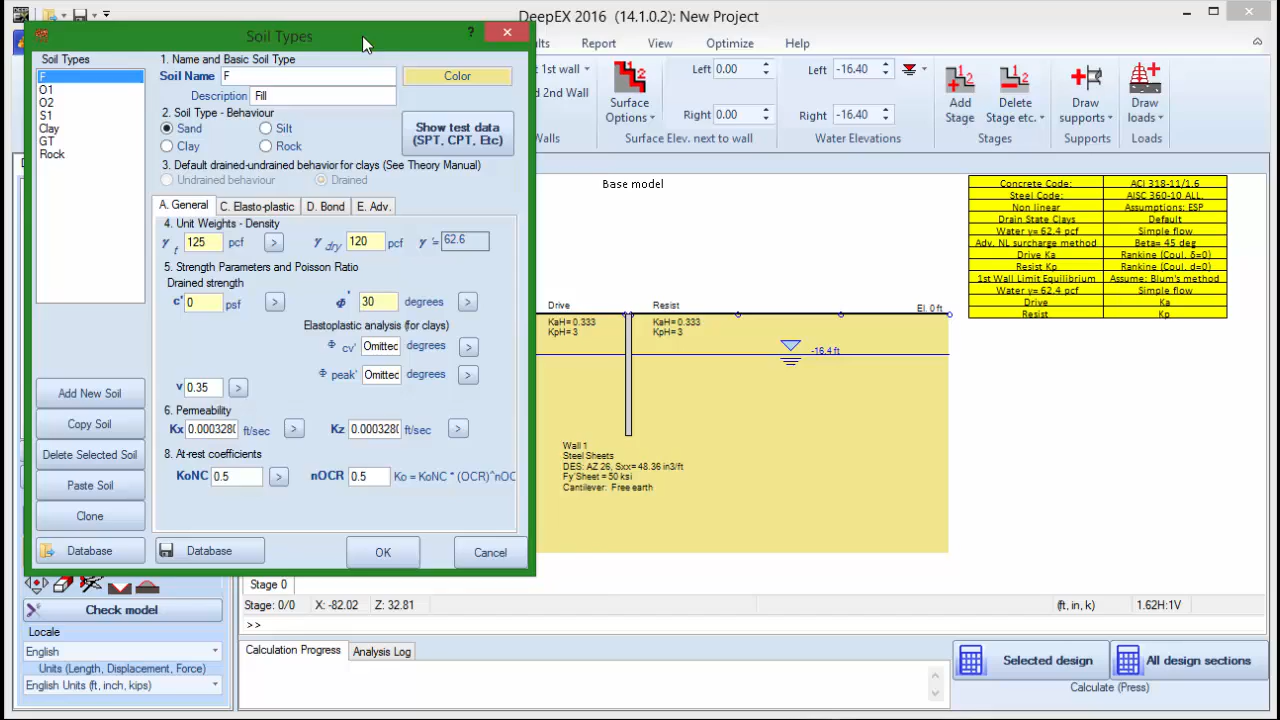 DeepEX 2016 (14.1.0.2): New Project
DEEP
EX
Soil Types
?
ults
Report
View
Optimize
Help
Soil Types
F
O1
O2
S1
Clay
GT
Rock
Add New Soil
Copy Soil
Delete Selected Soil
Paste Soil
Clone
Database
1. Name and Basic Soil Type
Soil Name F
Color
Description Fill
2. Soil Type - Behaviour
Sand
Silt
Clay
Rock
Show test data
(SPT, CPT, Etc)
3. Default drained-undrained behavior for clays (See Theory Manual)
Undrained behaviour
Drained
A. General
C. Elasto-plastic
D. Bond
E. Adv.
4. Unit Weights - Density
γ t 125 pcf >
γ dry 120 pcf γ'= 62.6
5. Strength Parameters and Poisson Ratio
Drained strength
c' 0 psf >
Φ 30 degrees >
Elastoplastic analysis (for clays)
Φ cv' Omittec degrees >
Φ peak' Omittec degrees >
v 0.35 >
6. Permeability
Kx 0.000328( ft/sec >
Kz 0.000328( ft/sec >
8. At-rest coefficients
KoNC 0.5 >
nOCR 0.5 Ko = KoNC * (OCR)^nOC
Database
OK
Cancel
1st wall
d 2nd Wall
Walls
Surface
Options
Left 0.00
Right 0.00
Surface Elev. next to wall
Left -16.40
Right -16.40
Water Elevations
Add
Stage
Delete
Stage etc.
Stages
Draw
supports
Supports
Draw
loads
Loads
Base model
Concrete Code: ACI 318-11/1.6
Steel Code: AISC 360-10 ALL.
Non linear Assumptions: ESP
Drain State Clays Default
Water γ= 62.4 pcf Simple flow
Adv. NL surcharge method Beta= 45 deg
Drive Ka Rankine (Coul. δ=0)
Resist Kp Rankine (Coul. d=0)
1st Wall Limit Equilibrium Assume: Blum's method
Water γ= 62.4 pcf Simple flow
Drive Ka
Resist Kp
Drive
Resist
El. 0 ft
KaH= 0.333
KpH= 3
KaH= 0.333
KpH= 3
-16.4 ft
Wall 1
Steel Sheets
DES: AZ 26, Sxx= 48.36 in3/ft
Fy'Sheet = 50 ksi
Cantilever: Free earth
Stage 0
Stage: 0/0
X: -82.02 Z: 32.81
(ft, in, k)
1.62H:1V
>>
Check model
Locale
English
Units (Length, Displacement, Force)
English Units (ft, inch, kips)
Calculation Progress
Analysis Log
Selected design
All design sections
Calculate (Press)